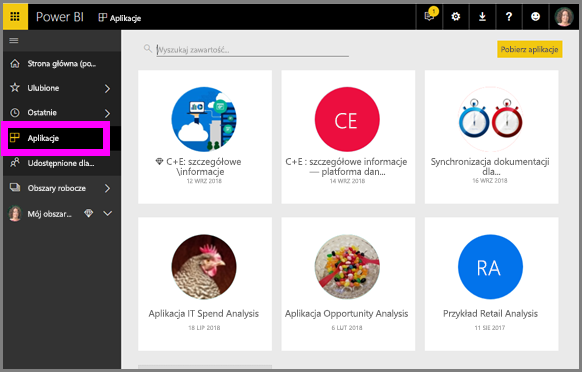 Power BI
Aplikacje
1
Strona główna (po...
Ulubione
Ostatnie
Aplikacje
Udostępnione dla...
Obszary robocze
Mój obszar...
Wyszukaj zawartość...
Pobierz aplikacje
C+E: szczegółowe
\informacje
12 WRZ 2018
CE
C+E : szczegółowe informacje
— platforma dan...
14 WRZ 2018
Synchronizacja dokumentacji
dla...
16 WRZ 2018
Aplikacja IT Spend Analysis
18 LIP 2018
Aplikacja Opportunity Analysis
6 LUT 2018
RA
Przykład Retail Analysis
11 SIE 2017